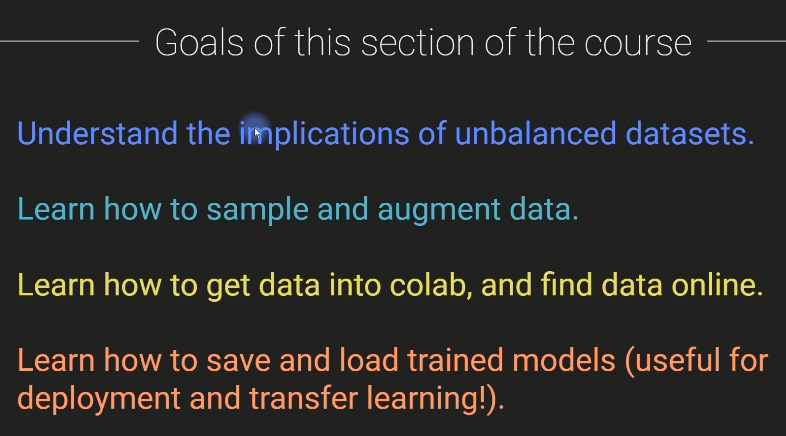 Goals of this section of the course
Understand the implications of unbalanced datasets.
Learn how to sample and augment data.
Learn how to get data into colab, and find data online.
Learn how to save and load trained models (useful for
deployment and transfer learning!).